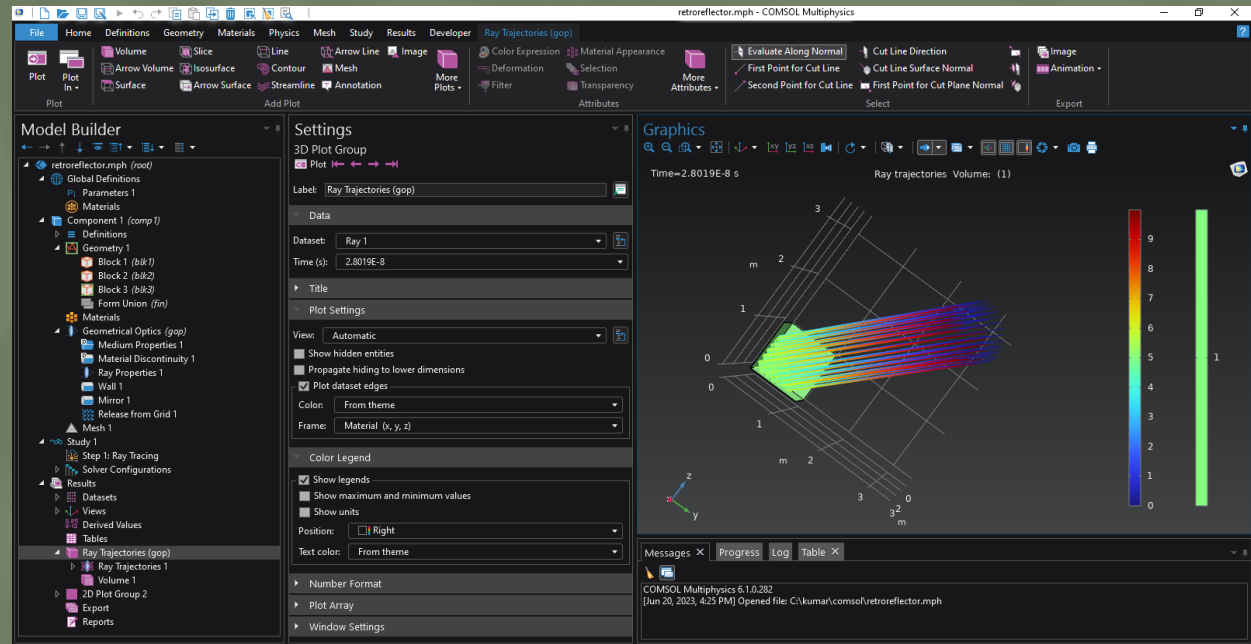 retroreflector.mph - COMSOL Multiphysics
File Home Definitions Geometry Materials Physics Mesh Study Results Developer Ray Trajectories (gop)
?
Plot
Plot In
Volume
Arrow Volume
Surface
Slice
Isosurface
Arrow Surface
Line
Contour
Streamline
Arrow Line
Mesh
Annotation
Image
More Plots
Color Expression
Deformation
Filter
Material Appearance
Selection
Transparency
More Attributes
Evaluate Along Normal
First Point for Cut Line
Second Point for Cut Line
Cut Line Direction
Cut Line Surface Normal
First Point for Cut Plane Normal
Image
Animation
Plot
Add Plot
Attributes
Select
Export
Model Builder
retroreflector.mph (root)
Global Definitions
Pi Parameters 1
Materials
Component 1 (comp1)
Definitions
Geometry 1
Block 1 (blk1)
Block 2 (blk2)
Block 3 (blk3)
Form Union (fin)
Materials
Geometrical Optics (gop)
Medium Properties 1
Material Discontinuity 1
Ray Properties 1
Wall 1
Mirror 1
Release from Grid 1
Mesh 1
Study 1
Step 1: Ray Tracing
Solver Configurations
Results
Datasets
Views
8.85 e-12 Derived Values
Tables
Ray Trajectories (gop)
Ray Trajectories 1
Volume 1
2D Plot Group 2
Export
Reports
Settings
3D Plot Group
Plot
Label: Ray Trajectories (gop)
Data
Dataset: Ray 1
Time (s): 2.8019E-8
Title
Plot Settings
View: Automatic
Show hidden entities
Propagate hiding to lower dimensions
Plot dataset edges
Color: From theme
Frame: Material (x, y, z)
Color Legend
Show legends
Show maximum and minimum values
Show units
Position: Right
Text color: From theme
Number Format
Plot Array
Window Settings
Graphics
xy yz xz
Time=2.8019E-8 s Ray trajectories Volume: (1)
3
m 2
1
0
0
1
m 2
3 0
3 2
m
z
x
y
9
8
7
6
5
4
3
2
1
0
1
Messages Progress Log Table
COMSOL Multiphysics 6.1.0.282
[Jun 20, 2023, 4:25 PM] Opened file: C:\kumar\comsol\retroreflector.mph